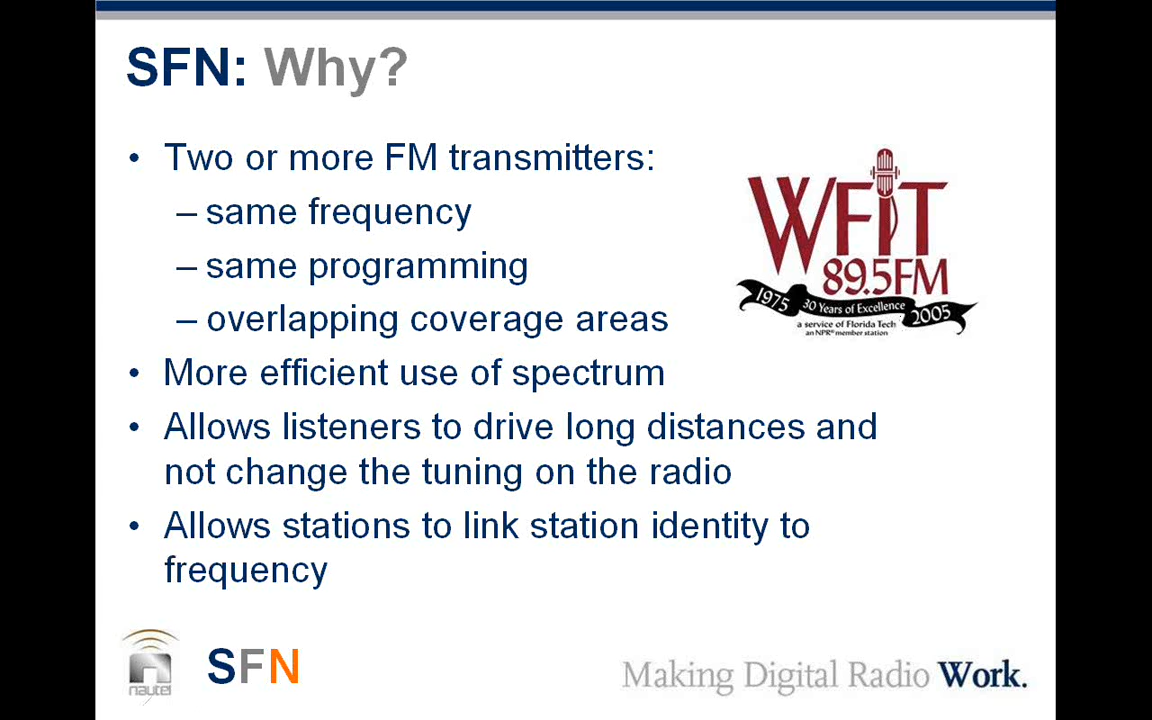 SFN: Why?
• Two or more FM transmitters:
– same frequency
– same programming
– overlapping coverage areas
• More efficient use of spectrum
• Allows listeners to drive long distances and
not change the tuning on the radio
• Allows stations to link station identity to
frequency
WFIT
89.5FM
1975 30 Years of Excellence 2005
a service of Florida Tech
an NPR® member station
nautel
SFN
Making Digital Radio Work.